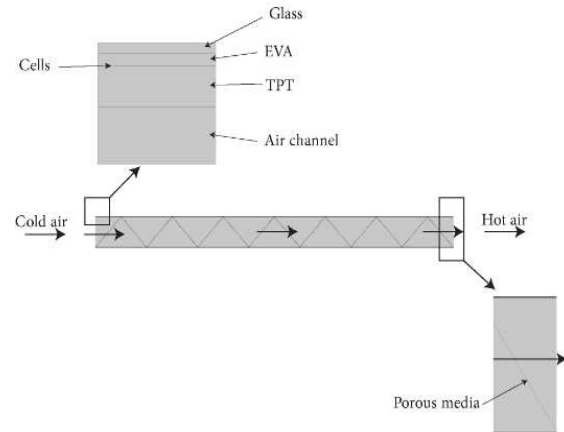 Glass
EVA
Cells
TPT
Air channel
Cold air
Hot air
Porous media